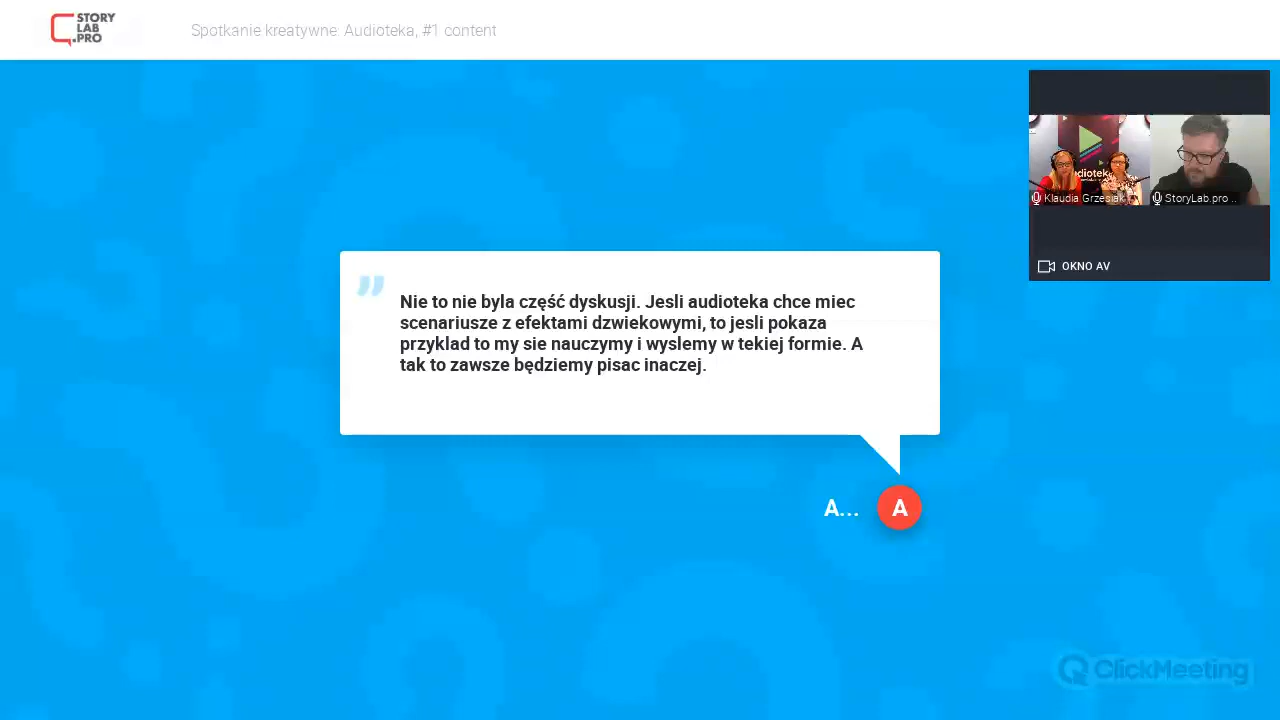 STORY
LAB
.PRO
Spotkanie kreatywne: Audioteka, #1 content
Klaudia Grzesiak
StoryLab.pro ..
OKNO AV
Nie to nie byla część dyskusji. Jesli audioteka chce miec
scenariusze z efektami dzwiekowymi, to jesli pokaza
przyklad to my sie nauczymy i wyslemy w tekiej formie. A
tak to zawsze będziemy pisac inaczej.
A...
A
ClickMeeting